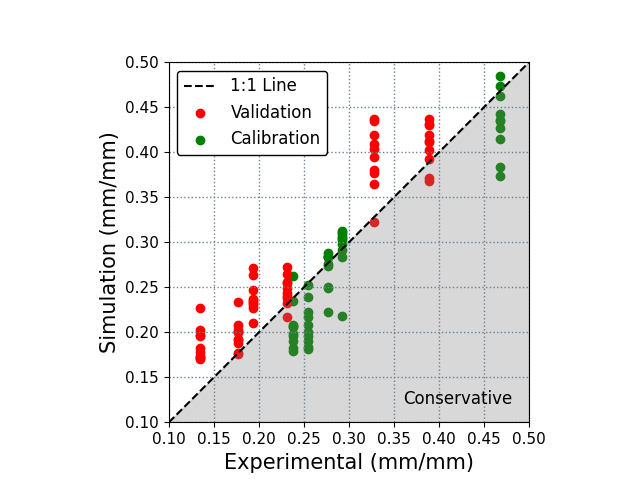 0.50
0.45
0.40
0.35
0.30
0.25
0.20
0.15
0.10
Simulation (mm/mm)
1:1 Line
Validation
Calibration
Conservative
0.10 0.15 0.20 0.25 0.30 0.35 0.40 0.45 0.50
Experimental (mm/mm)